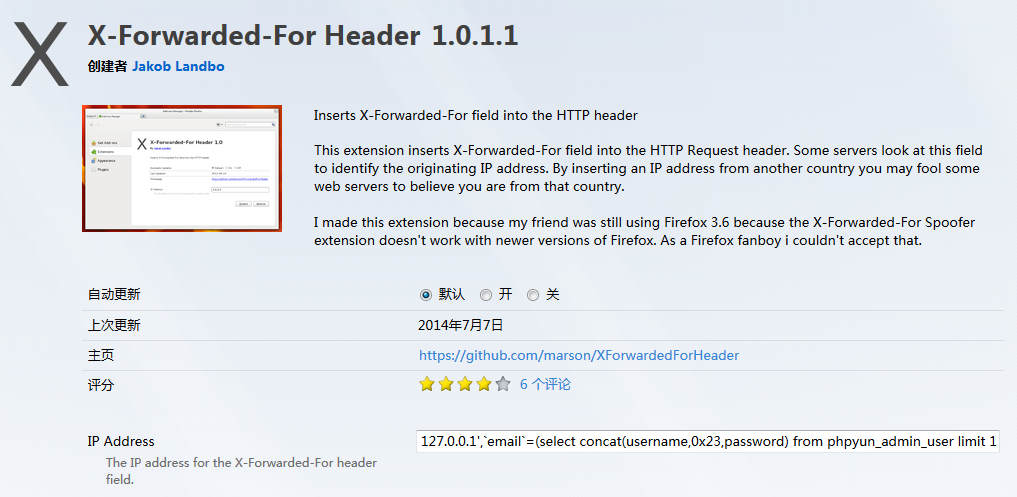 X-Forwarded-For Header 1.0.1.1
创建者 Jakob Landbo
X-Forwarded-For Header 1.0
Inserts X-Forwarded-For field into the HTTP header
This extension inserts X-Forwarded-For field into the HTTP Request header. Some servers look at this field
to identify the originating IP address. By inserting an IP address from another country you may fool some
web servers to believe you are from that country.
I made this extension because my friend was still using Firefox 3.6 because the X-Forwarded-For Spoofer
extension doesn't work with newer versions of Firefox. As a Firefox fanboy i couldn't accept that.
自动更新 默认 开 关
上次更新 2014年7月7日
主页 https://github.com/marson/XForwardedForHeader
评分 6 个评论
IP Address 127.0.0.1',`email`=(select concat(username,0x23,password) from phpyun_admin_user limit 1
The IP address for the X-Forwarded-For header
field.